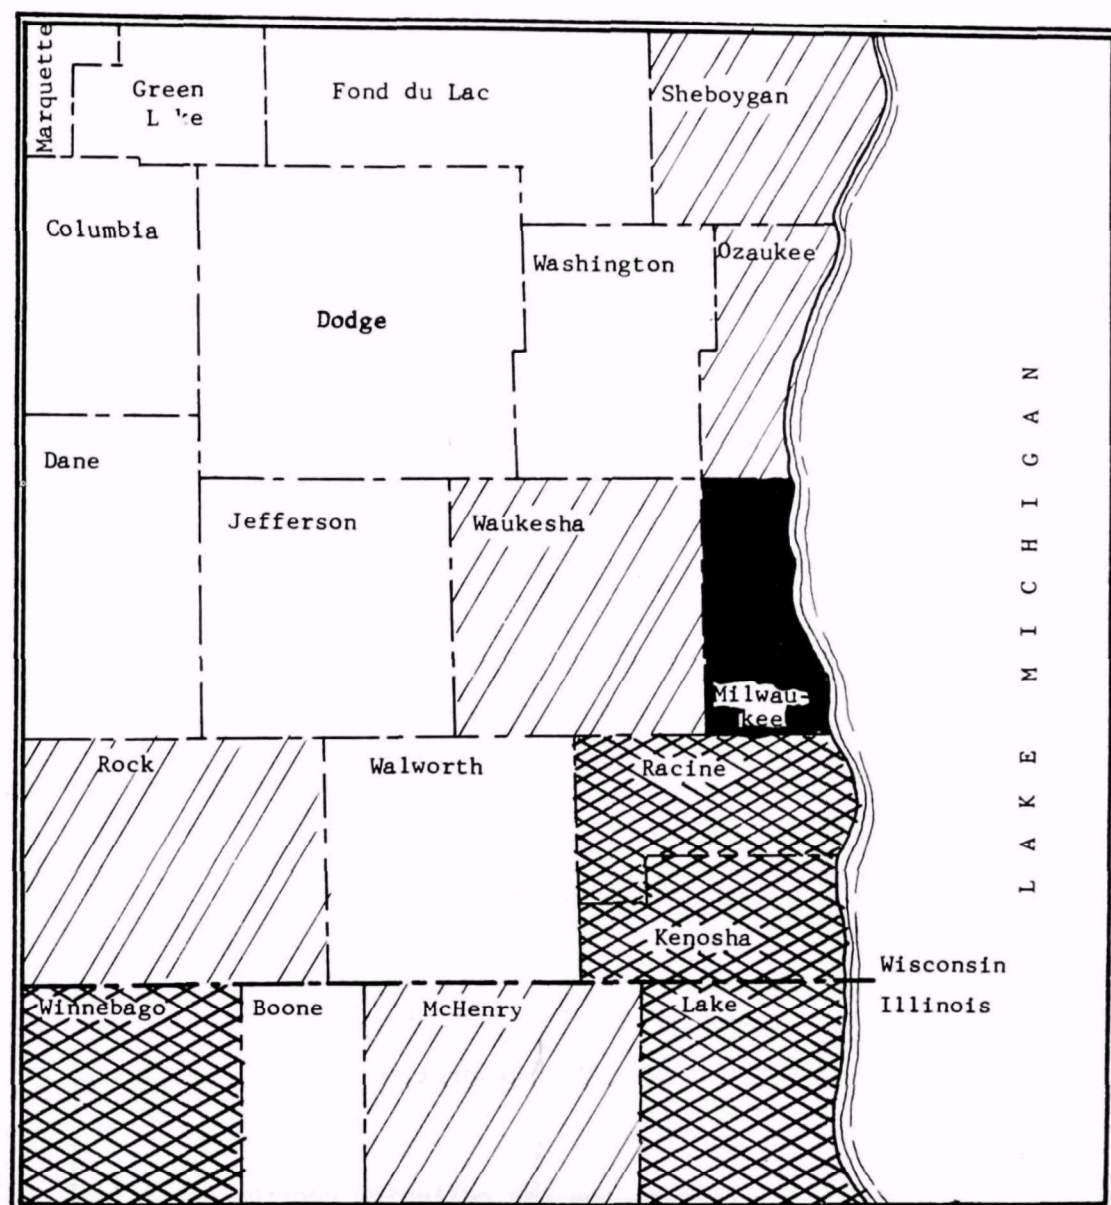 Marquette
Green
Fond du Lac
Sheboygan
Columbia
Washington
Ozaukee
Dodge
Dane
Jefferson
Waukesha
Milwau-
kee
Rock
Walworth
Racine
Kenosha
Wisconsin
Illinois
Winnebago
Boone
McHenry
Lake
LAKE MICHIGAN